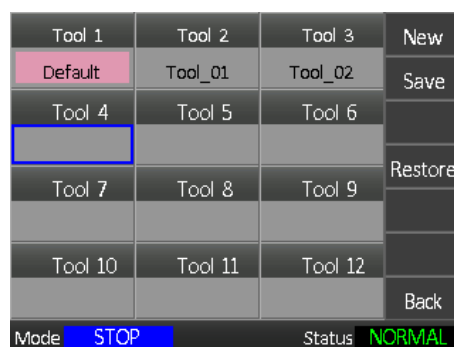 Tool 1 Tool 2 Tool 3 New
Default Tool_01 Tool_02 Save
Tool 4 Tool 5 Tool 6
Restore
Tool 7 Tool 8 Tool 9
Tool 10 Tool 11 Tool 12
Back
Mode STOP Status NORMAL